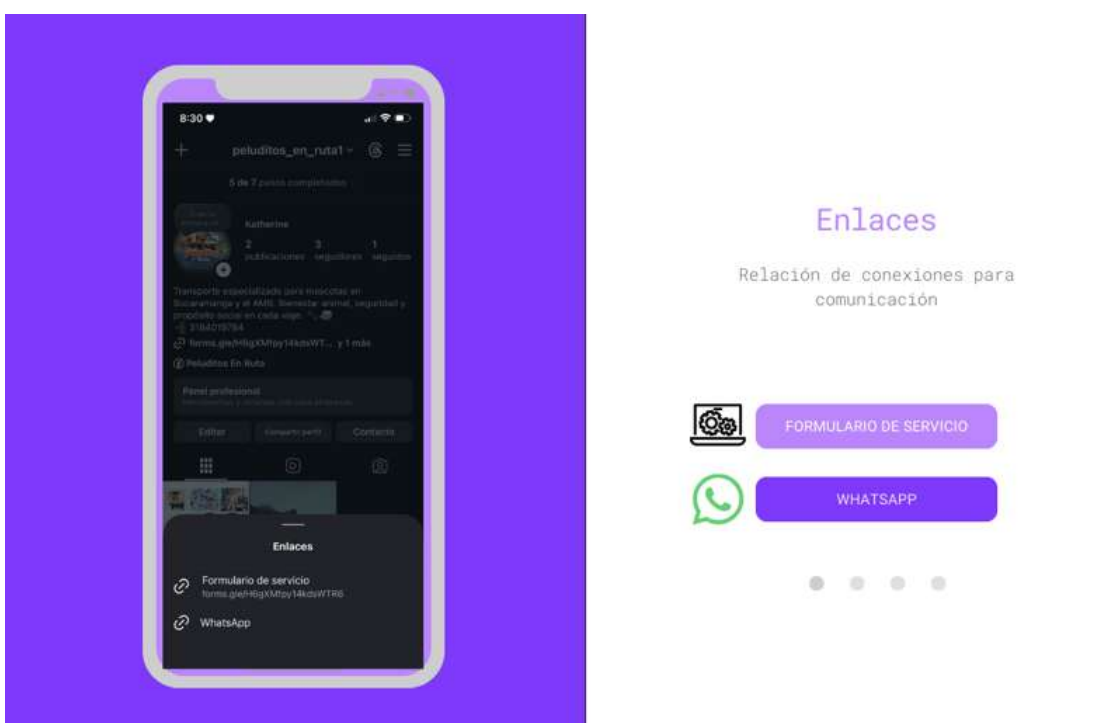 8:30
peluditos_en_ruta1
5 de 7 pasos completados
Katherine
2 3 1
publicaciones seguidores seguidos
Transporte especializado para mascotas en
Bucaramanga y el AMB. Bienestar animal, seguridad y
propósito social en cada viaje.
3184019784
forms.gle/H6gXMfpy14kdsWT... y 1 más
Peluditos En Ruta
Panel profesional
Editar Compartir perfil Contacto
Enlaces
Formulario de servicio
forms.gle/H6gXMfpy14kdsWTR6
WhatsApp
Enlaces
Relación de conexiones para
comunicación
FORMULARIO DE SERVICIO
WHATSAPP